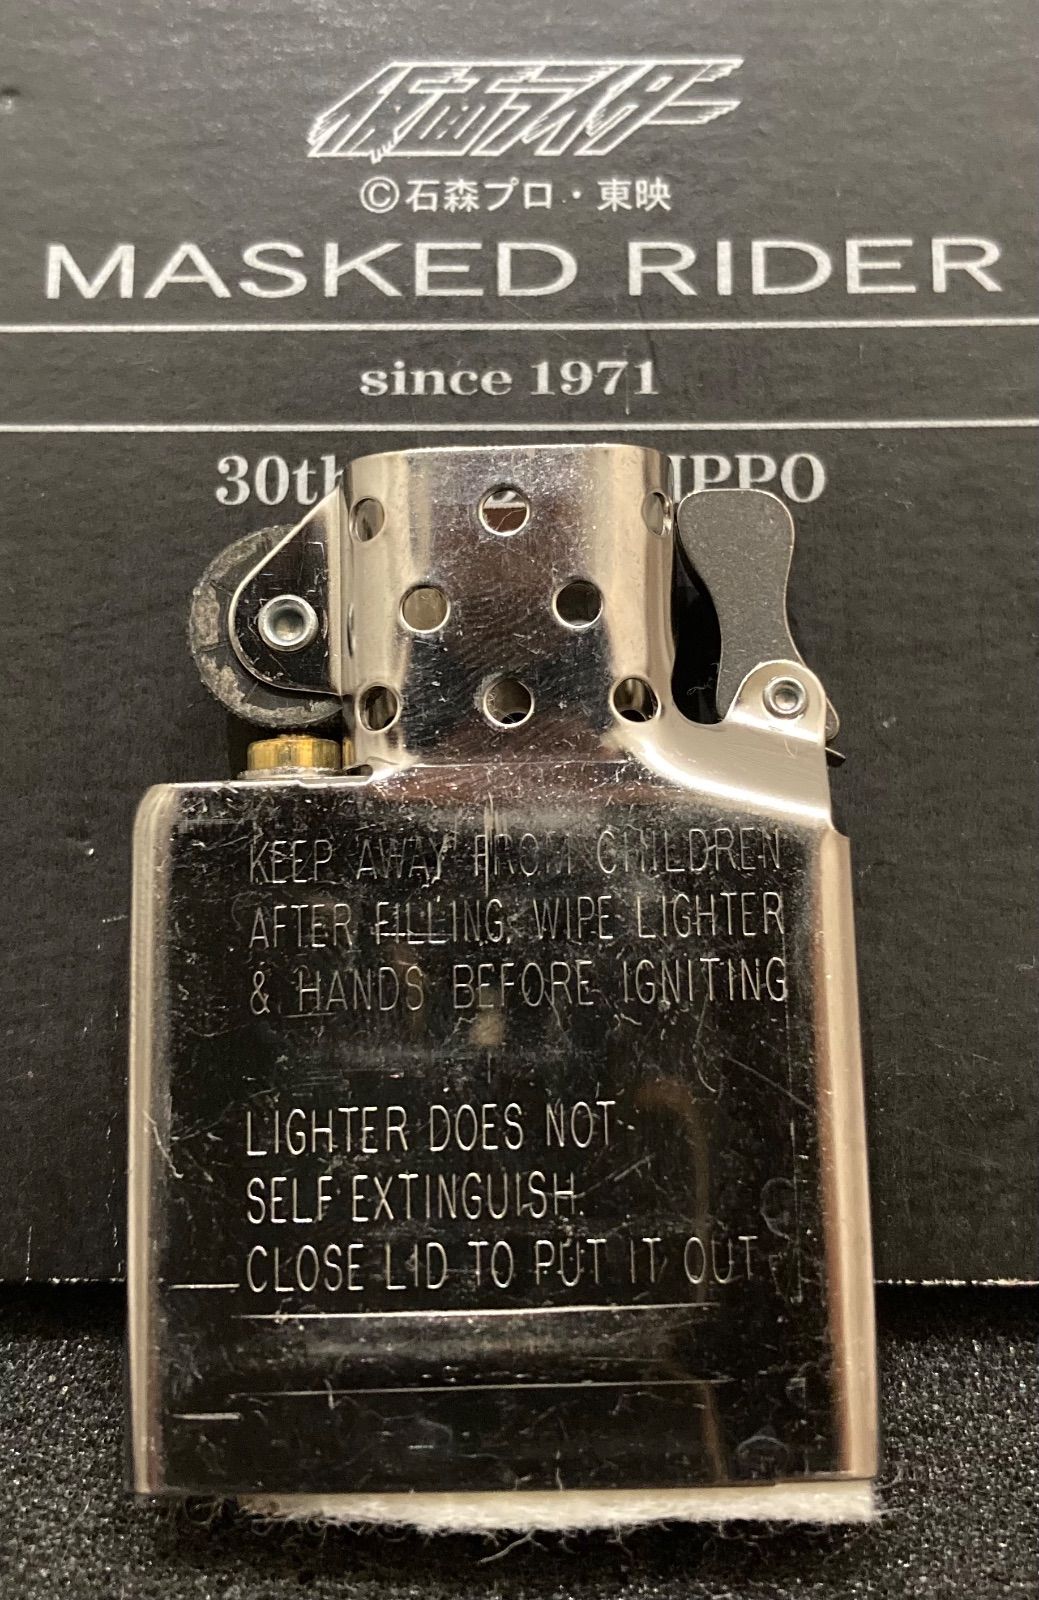 仮面ライダー
©石森プロ・東映
MASKED RIDER
since 1971
30th IPPO
KEEP AWAY FROM CHILDREN
AFTER FILLING, WIPE LIGHTER
& HANDS BEFORE IGNITING
LIGHTER DOES NOT
SELF EXTINGUISH.
CLOSE LID TO PUT IT OUT